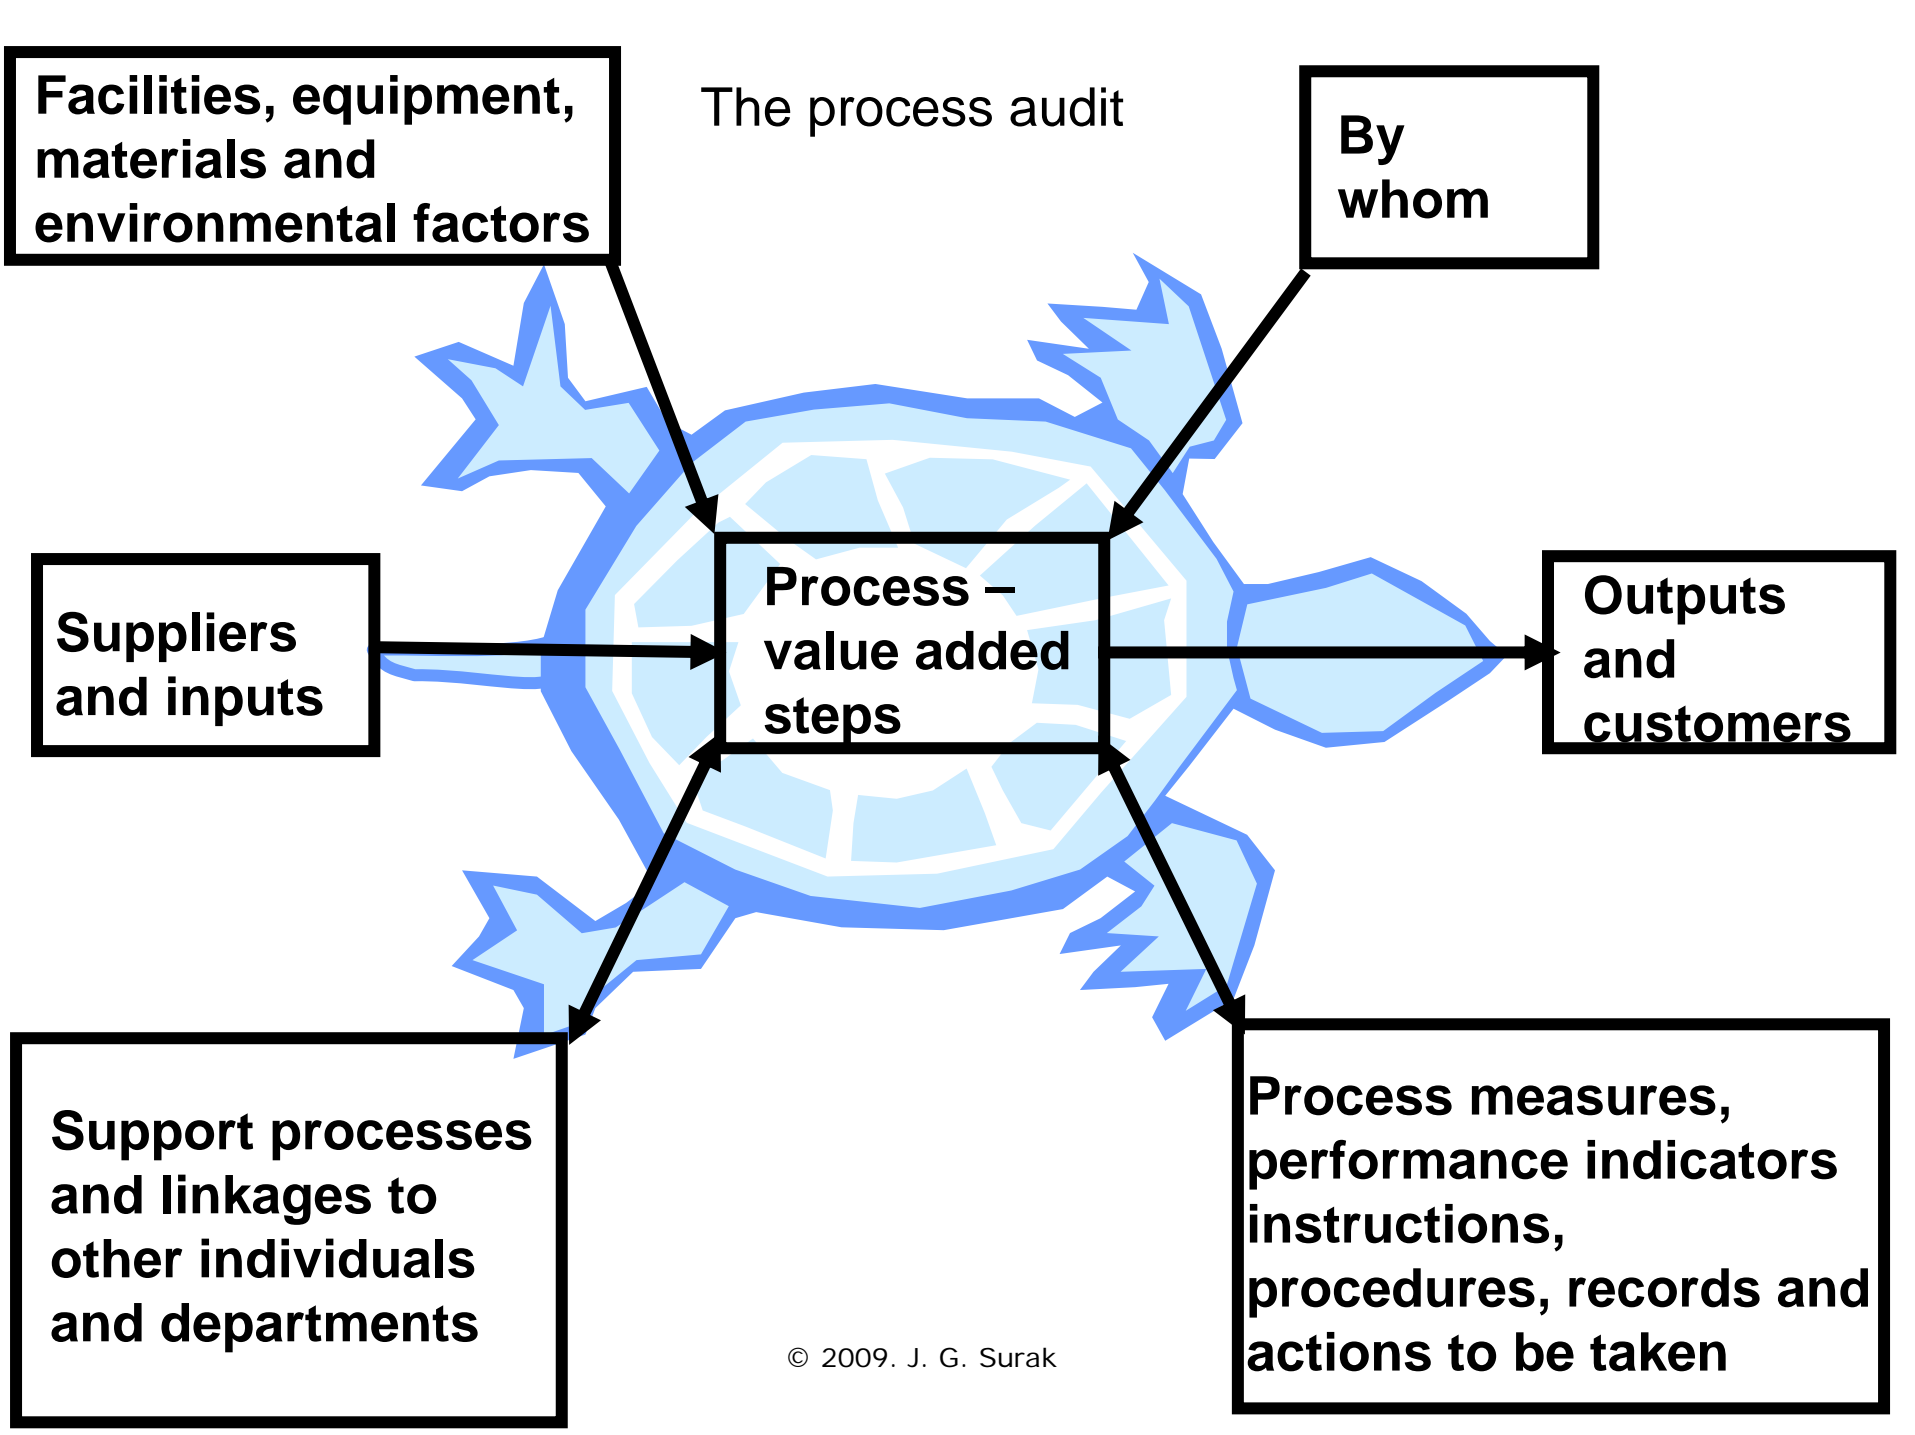 Facilities, equipment,
materials and
environmental factors
The process audit
By
whom
Suppliers
and inputs
Process –
value added
steps
Outputs
and
customers
Support processes
and linkages to
other individuals
and departments
Process measures,
performance indicators
instructions,
procedures, records and
actions to be taken
© 2009. J. G. Surak